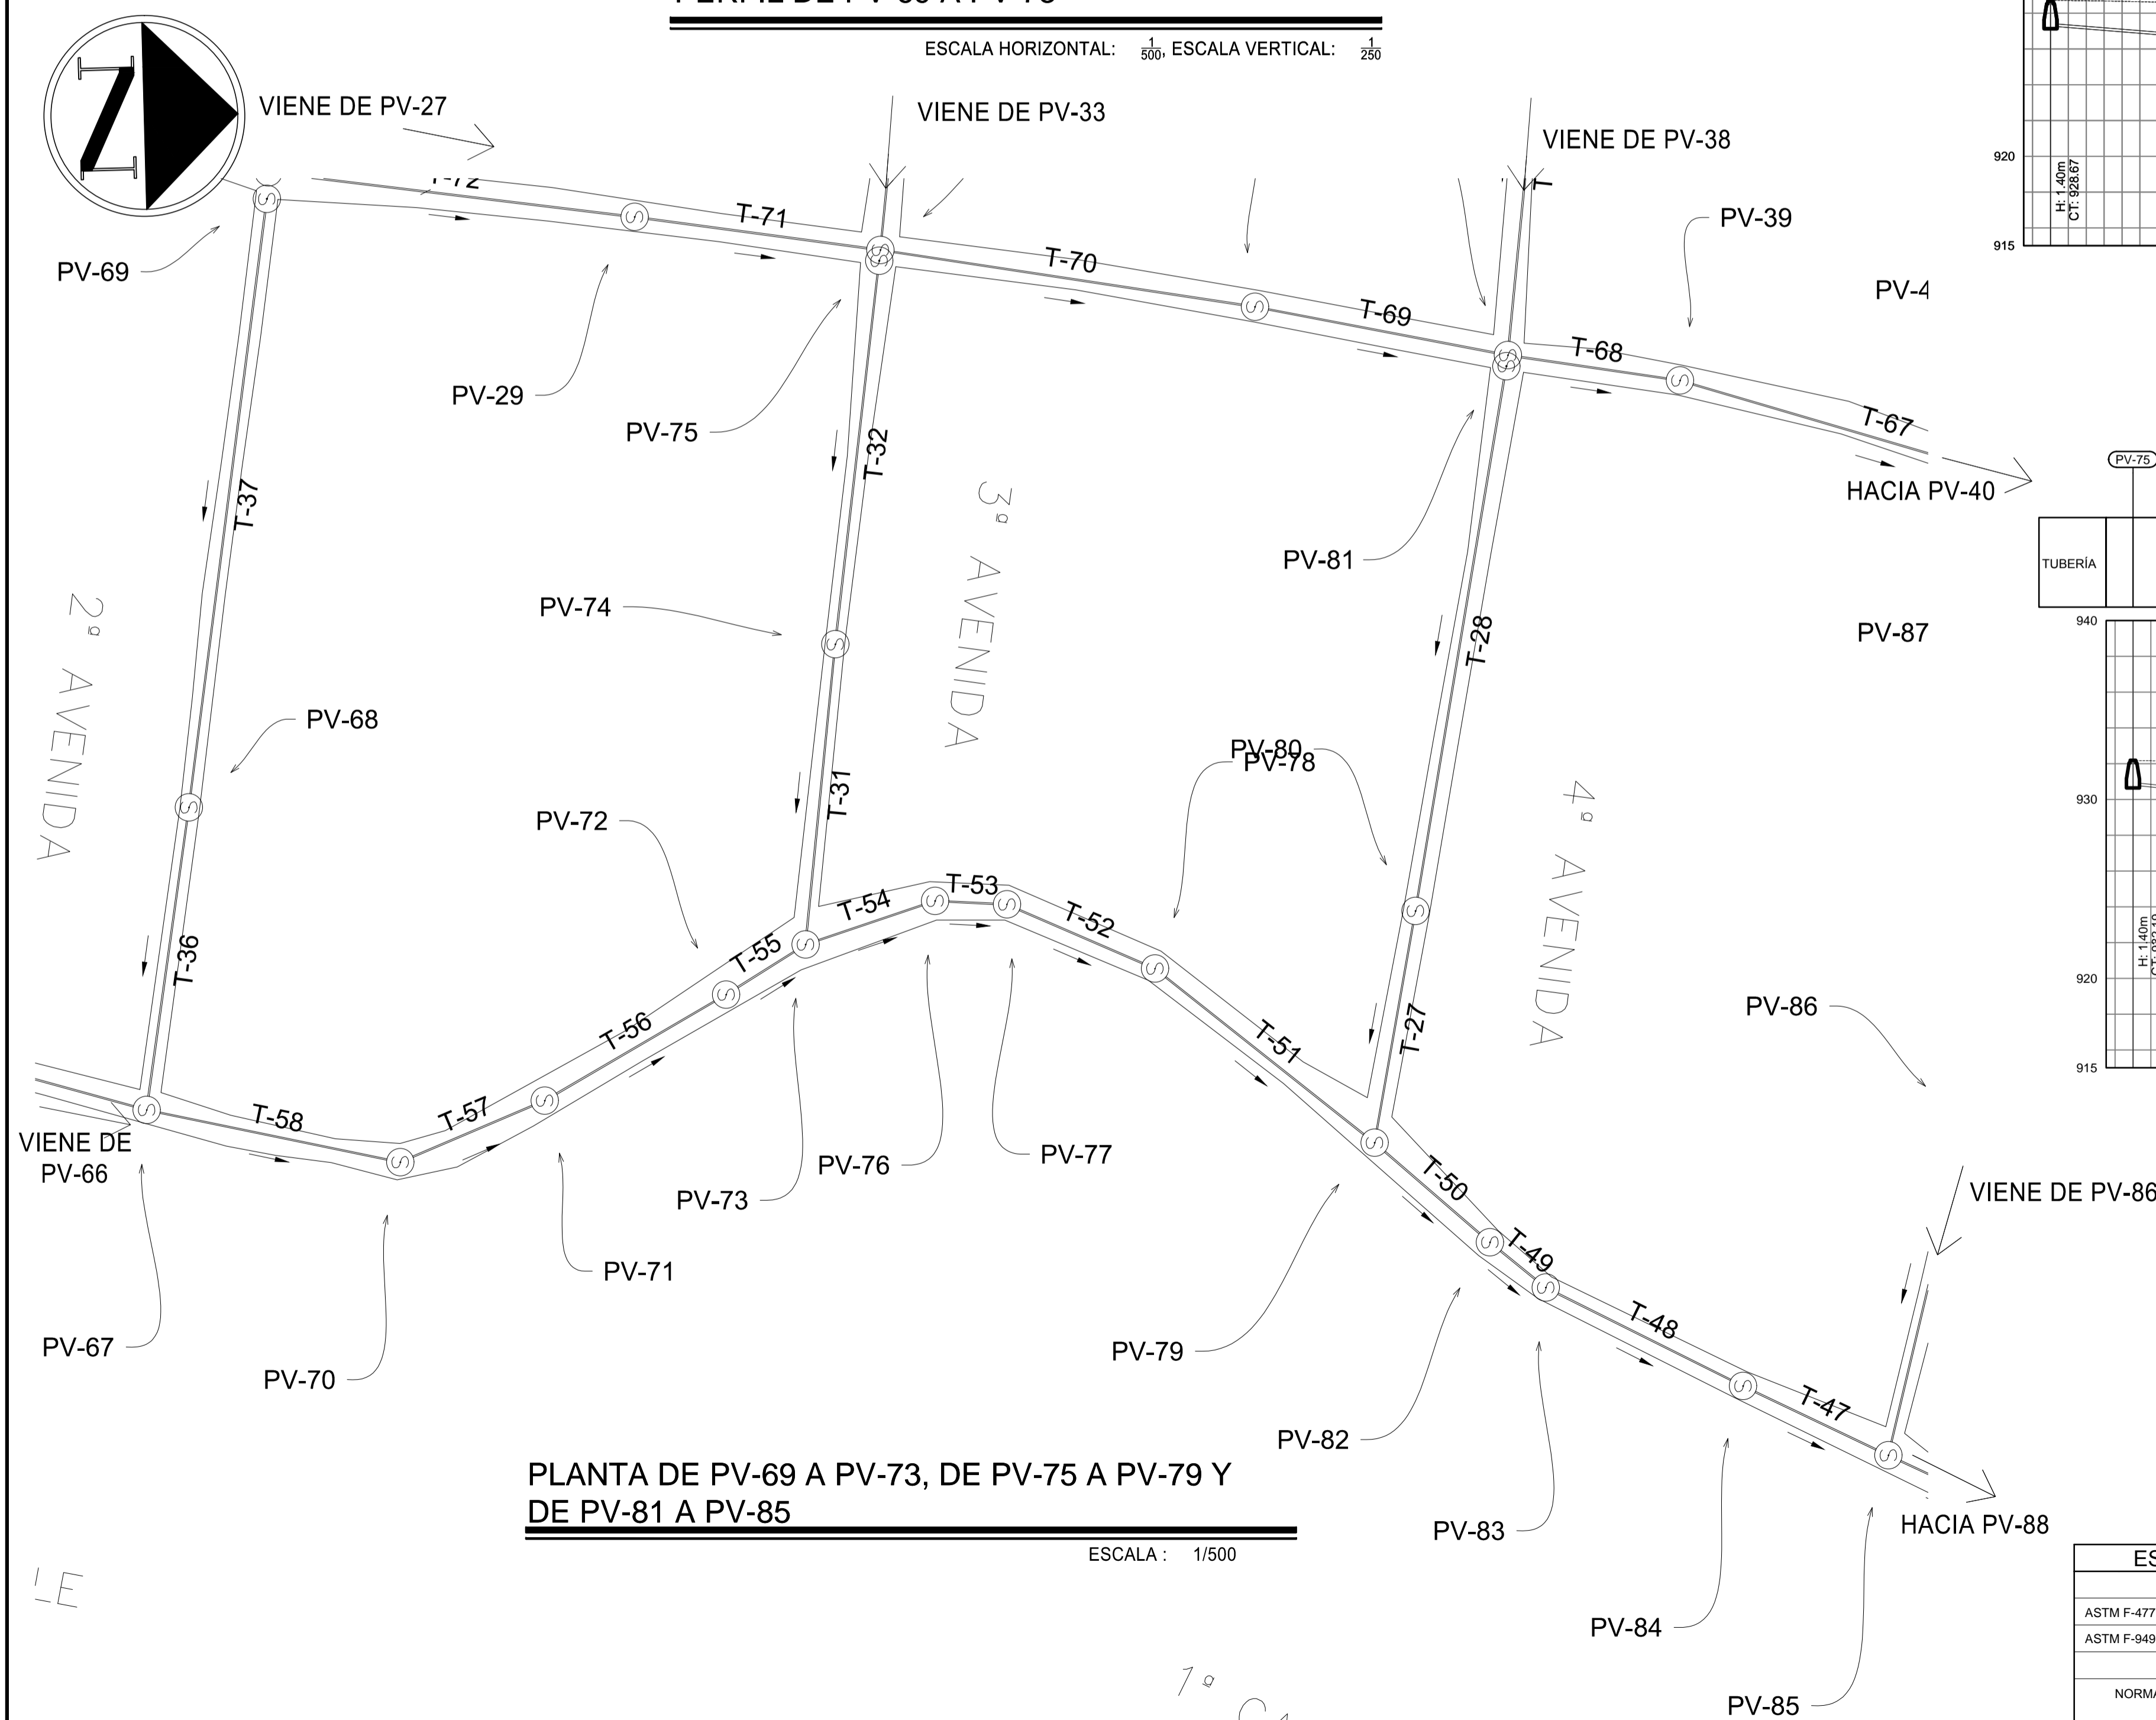 ESCALA HORIZONTAL: 1/500, ESCALA VERTICAL: 1/250
N
VIENE DE PV-27
VIENE DE PV-33
VIENE DE PV-38
920
H: 1.40m
CT: 928.67
915
T-72
T-71
T-70
T-69
T-68
T-67
PV-39
PV-69
PV-29
PV-75
HACIA PV-40
PV-75
TUBERÍA
T-37
T-32
3ª AVENIDA
PV-81
T-28
PV-87
940
PV-74
2ª AVENIDA
PV-68
PV-80
PV-78
930
T-31
PV-72
4ª AVENIDA
T-36
T-55
T-54
T-53
T-52
T-51
T-27
PV-86
H: 1.40m
920
915
T-58
T-57
T-56
VIENE DE
PV-66
PV-76
PV-77
PV-73
T-50
T-49
VIENE DE PV-86
PV-71
PV-67
PV-70
PV-79
T-48
T-47
PV-82
PLANTA DE PV-69 A PV-73, DE PV-75 A PV-79 Y
DE PV-81 A PV-85
ESCALA : 1/500
PV-83
HACIA PV-88
PV-84
PV-85
ASTM F-477
ASTM F-949
1ª